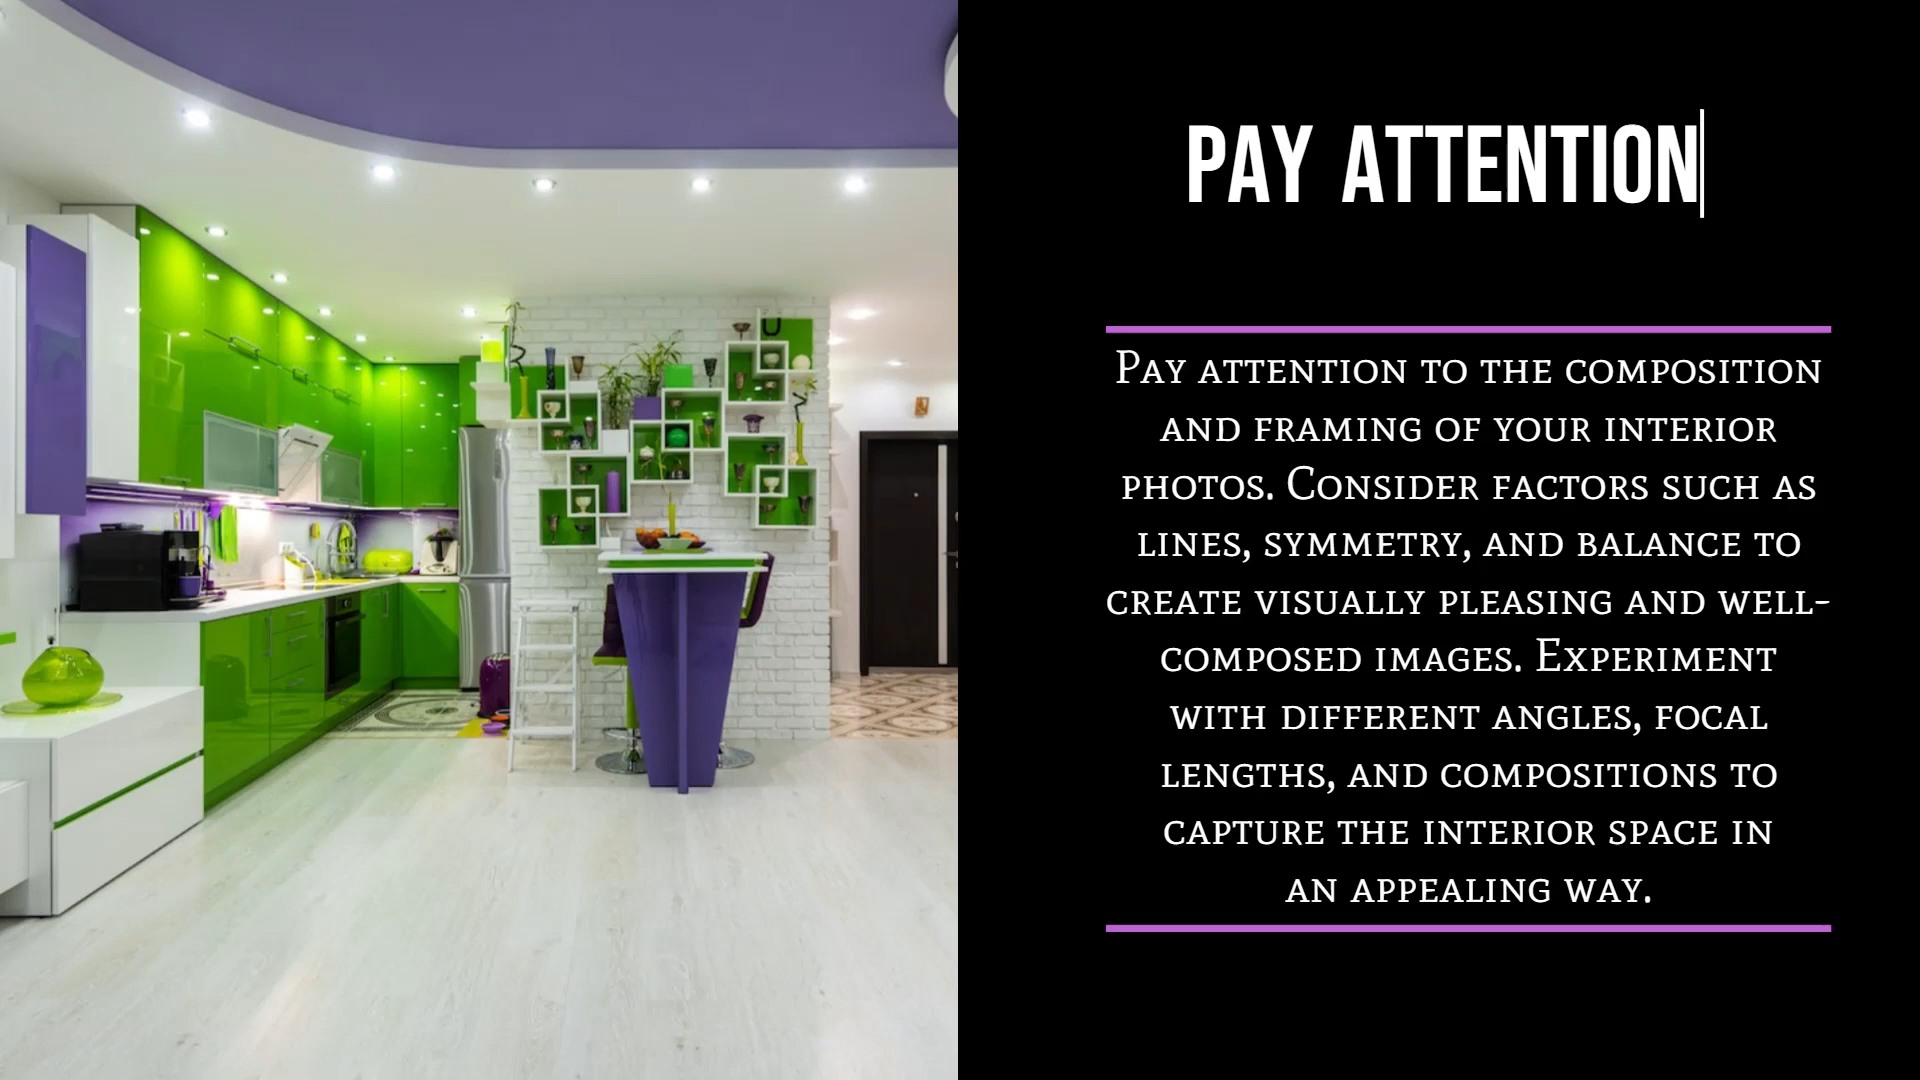 PAY ATTENTION
Pay attention to the composition
and framing of your interior
photos. Consider factors such as
lines, symmetry, and balance to
create visually pleasing and well-
composed images. Experiment
with different angles, focal
lengths, and compositions to
capture the interior space in
an appealing way.